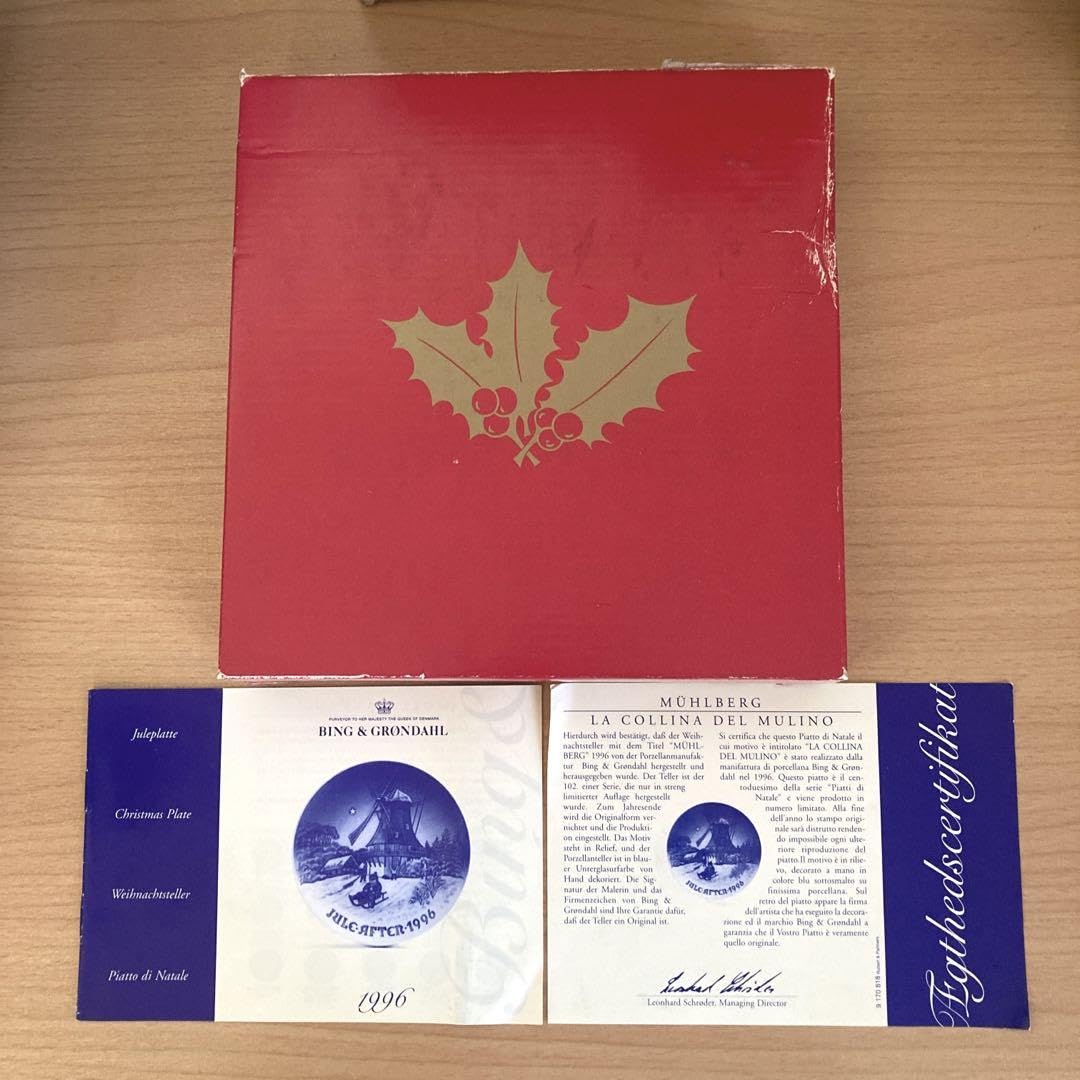 Juleplatte
Christmas Plate
Weihnachtsteller
Piatto di Natale
PURVEYOR TO HER MAJESTY THE QUEEN OF DENMARK
BING & GRØNDAHL
JULE·AFTER·1996
1996
MÜHLBERG
LA COLLINA DEL MULINO
Hierdurch wird bestätigt, daß der Weih-
nachtsteller mit dem Titel "MÜHL-
BERG" 1996 von der Porzellanmanufak-
tur Bing & Grøndahl hergestellt und
herausgegeben wurde. Der Teller ist der
102. einer Serie, die nur in streng
limitierter Auflage hergestellt
wurde. Zum Jahresende
wird die Originalform ver-
nichtet und die Produkti-
on eingestellt. Das Motiv
steht in Relief, und der
Porzellanteller ist in blau-
er Unterglasurfarbe von
Hand dekoriert. Die Sig-
natur der Malerin und das
Firmenzeichen von Bing &
Grøndahl sind Ihre Garantie dafür,
daß der Teller ein Original ist.
Si certifica che questo Piatto di Natale il
cui motivo è intitolato "LA COLLINA
DEL MULINO" è stato realizzato dalla
manifattura di porcellana Bing & Grøn-
dahl nel 1996. Questo piatto è il cen-
toduesimo della serie "Piatti di
Natale" e viene prodotto in
numero limitato. Alla fine
dell'anno lo stampo origi-
nale sarà distrutto renden-
do impossibile ogni ulte-
riore riproduzione del
piatto. Il motivo è in rilie-
vo, decorato a mano in
colore blu sottosmalto su
finissima porcellana. Sul
retro del piatto appare la firma
dell'artista che ha eseguito la decora-
zione ed il marchio Bing & Grøndahl a
garanzia che il Vostro Piatto è veramente
quello originale.
JULE·AFTER·1996
Leonhard Schrøder
Leonhard Schrøder, Managing Director
9 170 818
Ægthedscertifikat